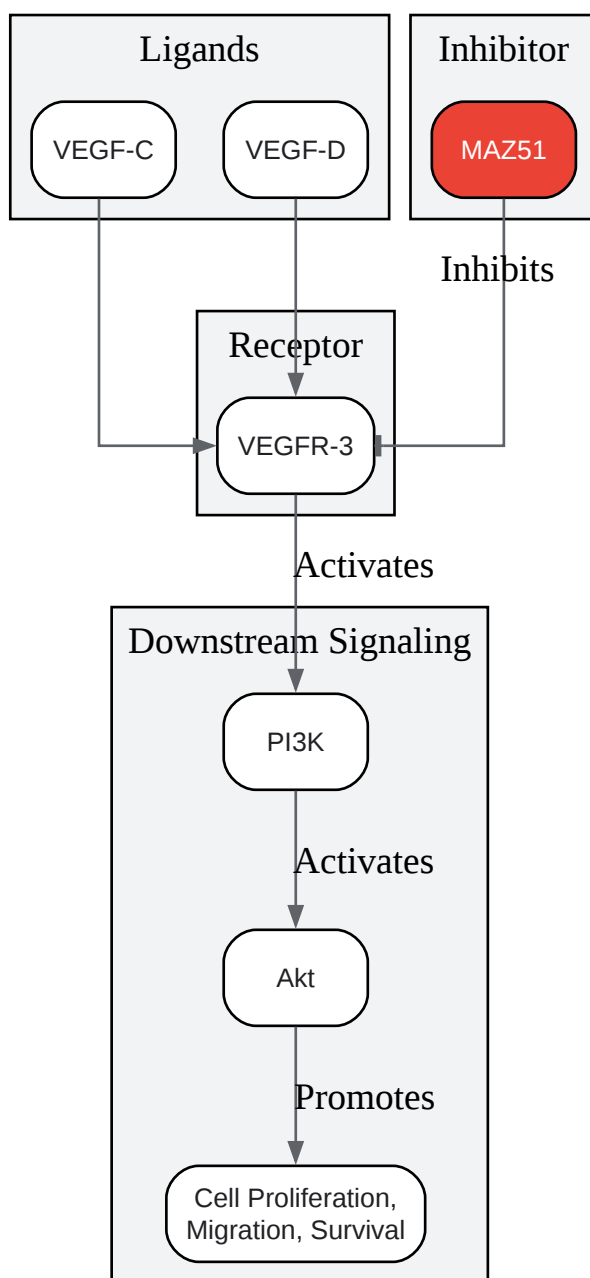 Ligands
Inhibitor
VEGF-C
VEGF-D
MAZ51
Inhibits
Receptor
VEGFR-3
Activates
Downstream Signaling
PI3K
Activates
Akt
Promotes
Cell Proliferation,
Migration, Survival